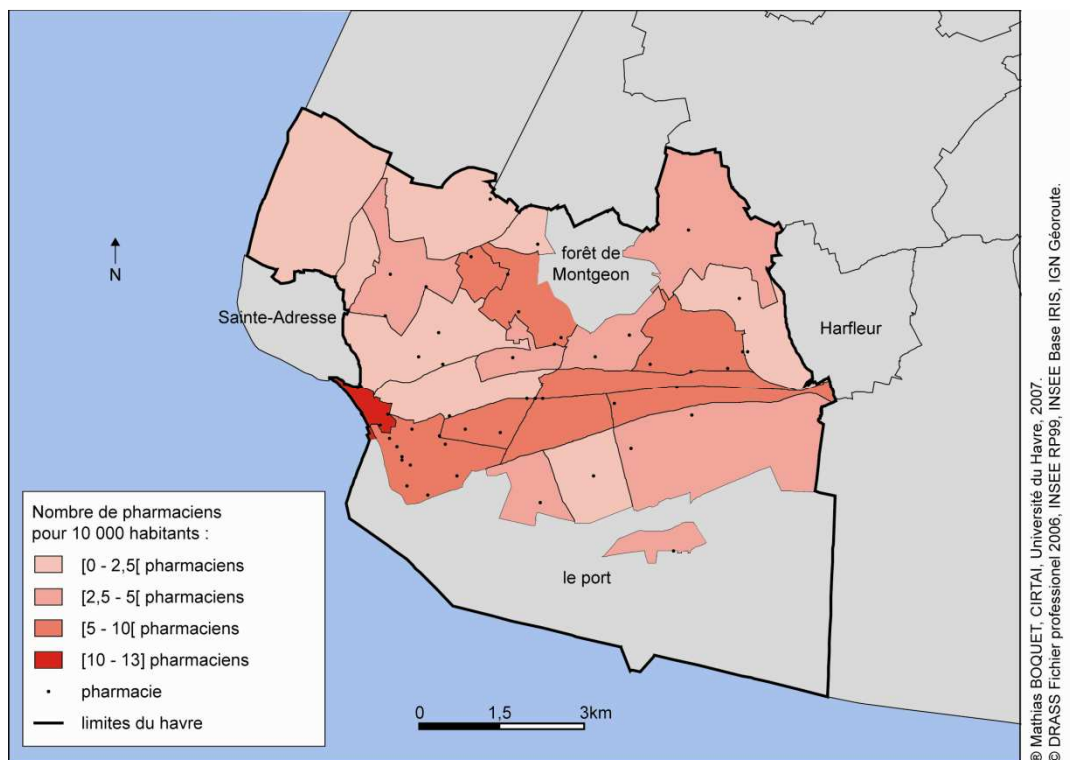 forêt de
Montgeon
N
Sainte-Adresse
Harfleur
le port
Nombre de pharmaciens
pour 10 000 habitants :
[0 - 2,5[ pharmaciens
[2,5 - 5[ pharmaciens
[5 - 10[ pharmaciens
[10 - 13] pharmaciens
pharmacie
limites du havre
0 1,5 3km
® Mathias BOQUET, CIRTAI, Université du Havre, 2007.
© DRASS Fichier professionel 2006, INSEE RP99, INSEE Base IRIS, IGN Géoroute.